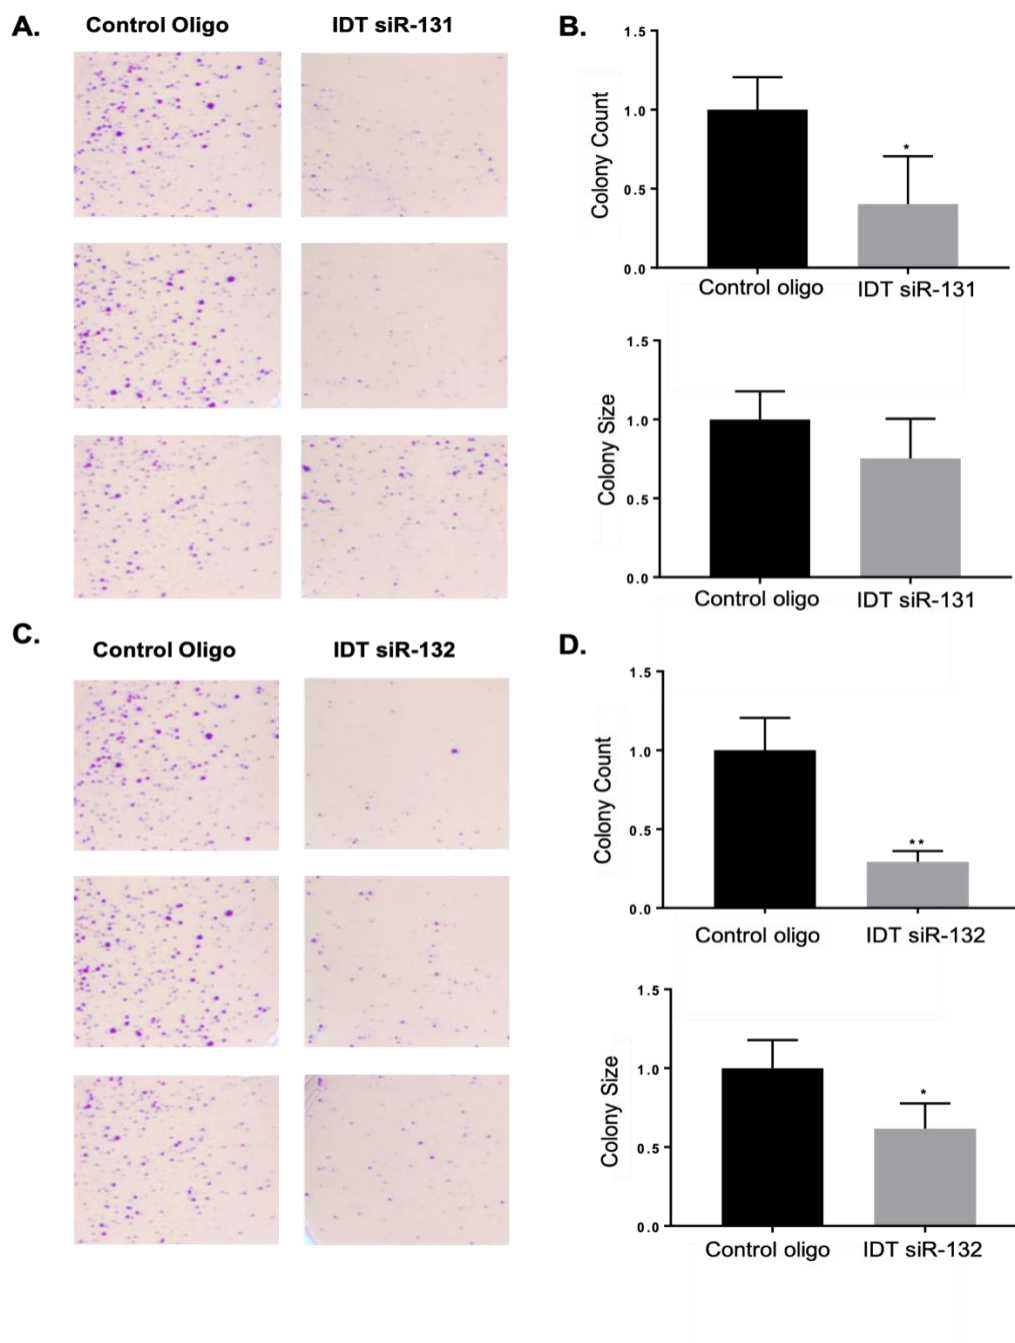 A.
Control Oligo
IDT siR-131
B.
1.5
1.0
0.5
0.0
Colony Count
*
Control oligo
IDT siR-131
1.5
1.0
0.5
0.0
Colony Size
Control oligo
IDT siR-131
C.
Control Oligo
IDT siR-132
D.
1.5
1.0
0.5
0.0
Colony Count
**
Control oligo
IDT siR-132
1.5
1.0
0.5
0.0
Colony Size
*
Control oligo
IDT siR-132